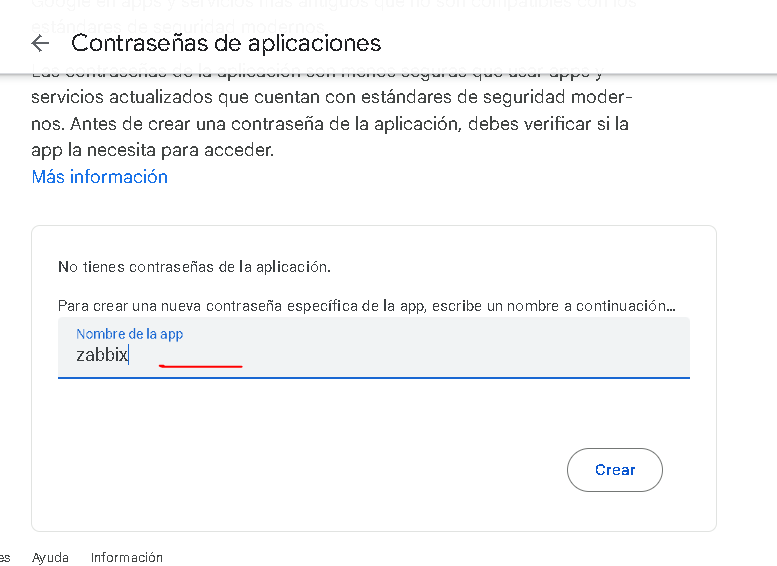 Google en apps y servicios más antiguos que no son compatibles con los
estándares de seguridad modernos.
Contraseñas de aplicaciones
Las contraseñas de la aplicación son menos seguras que usar apps y
servicios actualizados que cuentan con estándares de seguridad moder-
nos. Antes de crear una contraseña de la aplicación, debes verificar si la
app la necesita para acceder.
Más información
No tienes contraseñas de la aplicación.
Para crear una nueva contraseña específica de la app, escribe un nombre a continuación...
Nombre de la app
zabbix
Crear
es Ayuda Información